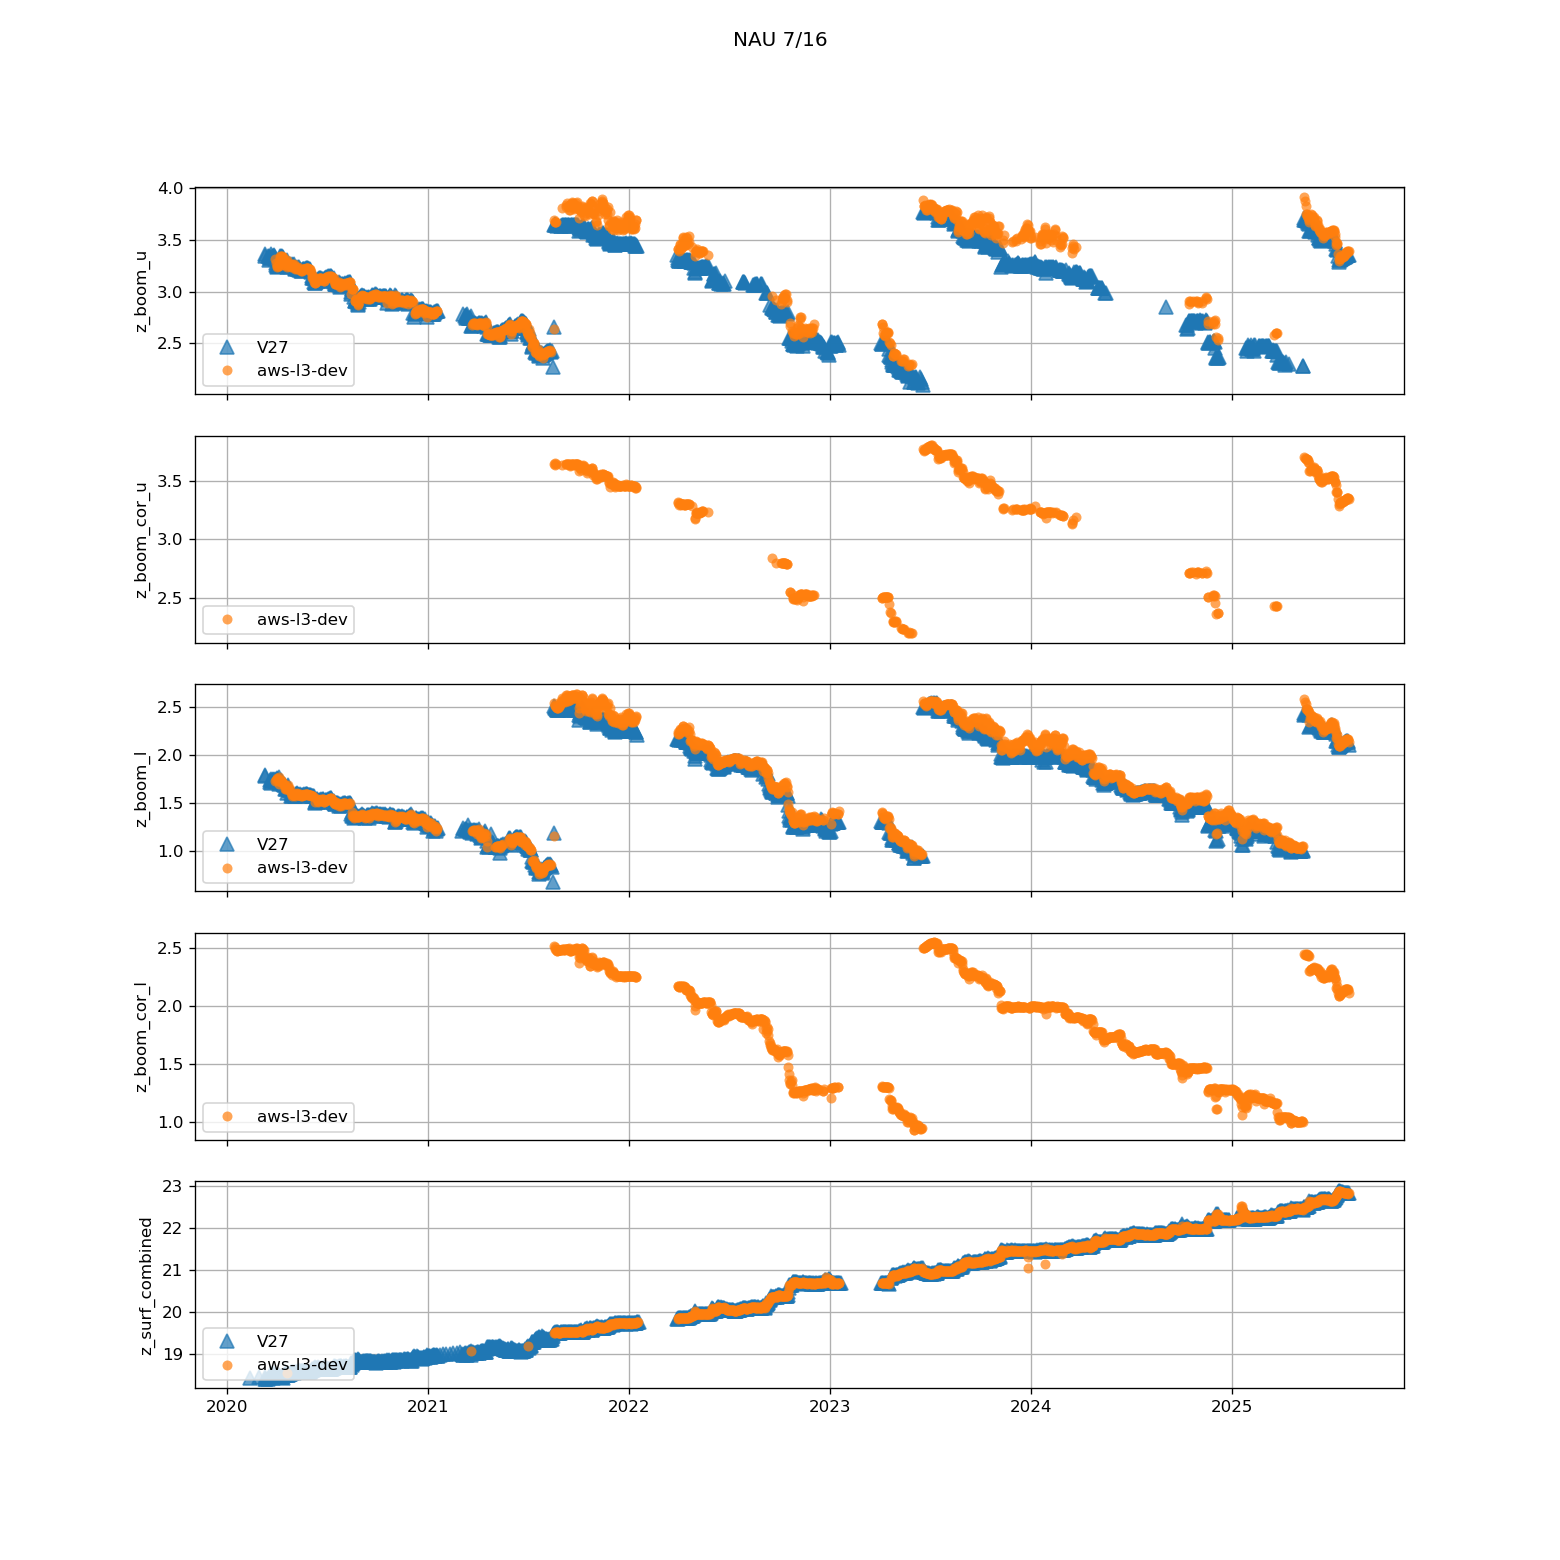 NAU 7/16
z_boom_u
4.0
3.5
3.0
2.5
V27
aws-l3-dev
z_boom_cor_u
3.5
3.0
2.5
aws-l3-dev
z_boom_l
2.5
2.0
1.5
1.0
V27
aws-l3-dev
z_boom_cor_l
2.5
2.0
1.5
1.0
aws-l3-dev
z_surf_combined
23
22
21
20
19
V27
aws-l3-dev
2020 2021 2022 2023 2024 2025